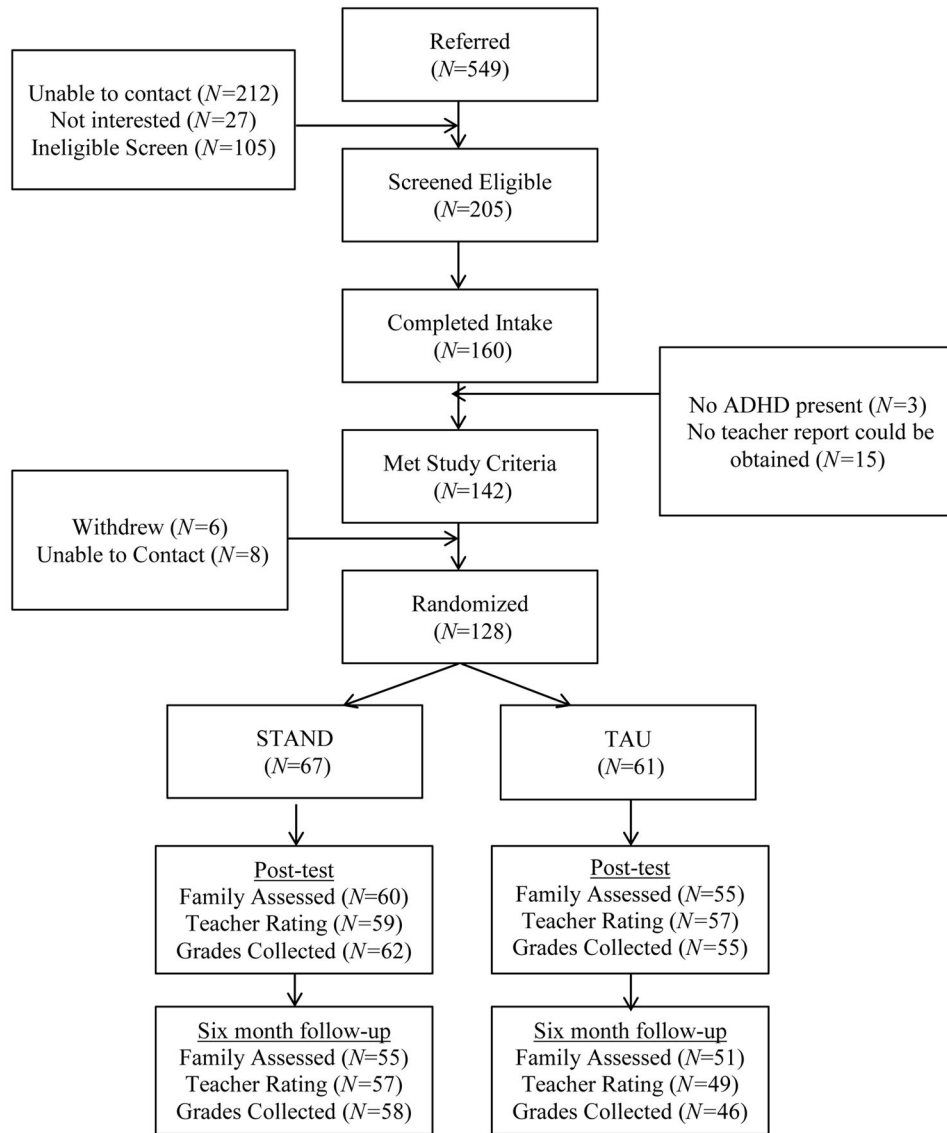 Referred
(N=549)
Unable to contact (N=212)
Not interested (N=27)
Ineligible Screen (N=105)
Screened Eligible
(N=205)
Completed Intake
(N=160)
No ADHD present (N=3)
No teacher report could be
obtained (N=15)
Met Study Criteria
(N=142)
Withdrew (N=6)
Unable to Contact (N=8)
Randomized
(N=128)
STAND
(N=67)
TAU
(N=61)
Post-test
Family Assessed (N=60)
Teacher Rating (N=59)
Grades Collected (N=62)
Post-test
Family Assessed (N=55)
Teacher Rating (N=57)
Grades Collected (N=55)
Six month follow-up
Family Assessed (N=55)
Teacher Rating (N=57)
Grades Collected (N=58)
Six month follow-up
Family Assessed (N=51)
Teacher Rating (N=49)
Grades Collected (N=46)